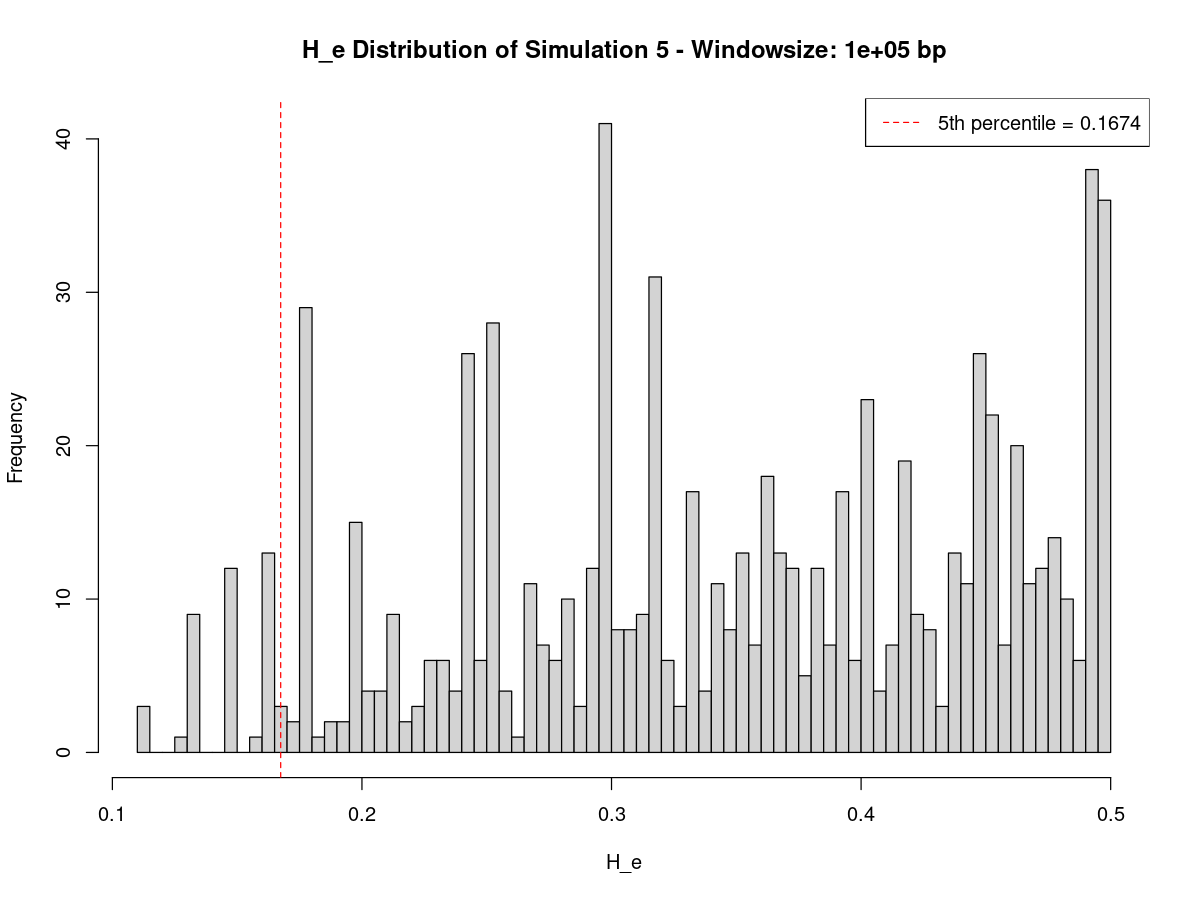 H_e Distribution of Simulation 5 - Windowsize: 1e+05 bp
5th percentile = 0.1674
Frequency
40
30
20
10
0
0.1 0.2 0.3 0.4 0.5
H_e